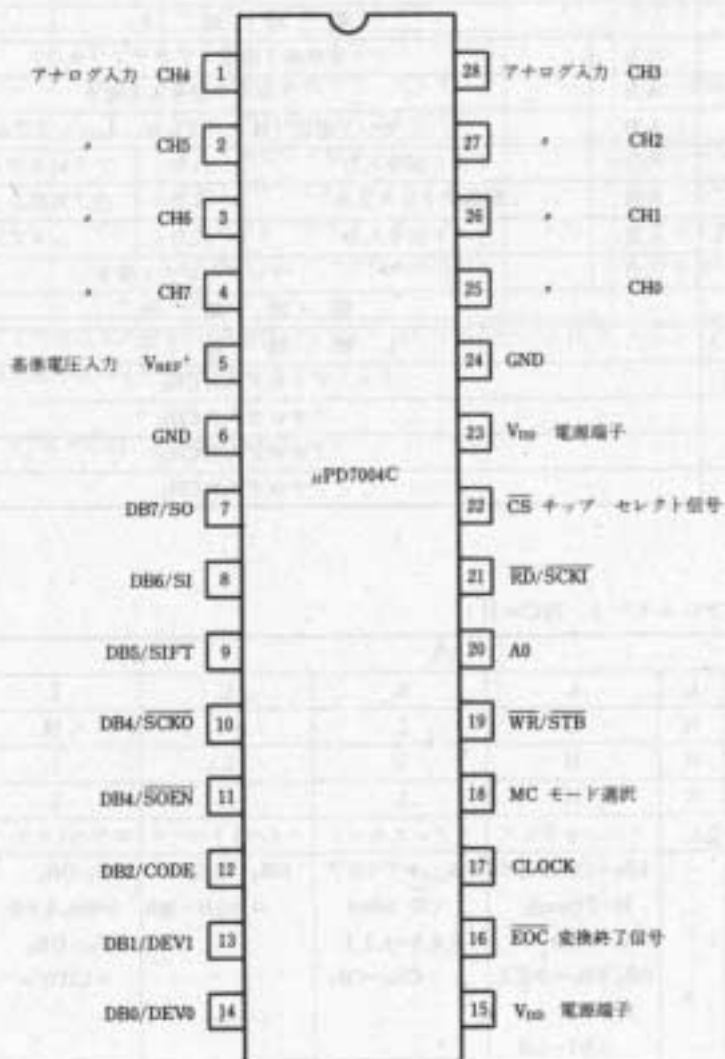 アナログ入力 CH4 1
〃 CH5 2
〃 CH6 3
〃 CH7 4
基準電圧入力 VREF+ 5
GND 6
DB7/SO 7
DB6/SI 8
DB5/SIFT 9
DB4/SCKO 10
DB4/SOEN 11
DB2/CODE 12
DB1/DEV1 13
DB0/DEV0 14
μPD7004C
28 アナログ入力 CH3
27 〃 CH2
26 〃 CH1
25 〃 CH0
24 GND
23 VDD 電源端子
22 CS チップ セレクト信号
21 RD/SCKI
20 A0
19 WR/STB
18 MC モード選択
17 CLOCK
16 EOC 変換終了信号
15 VDD 電源端子